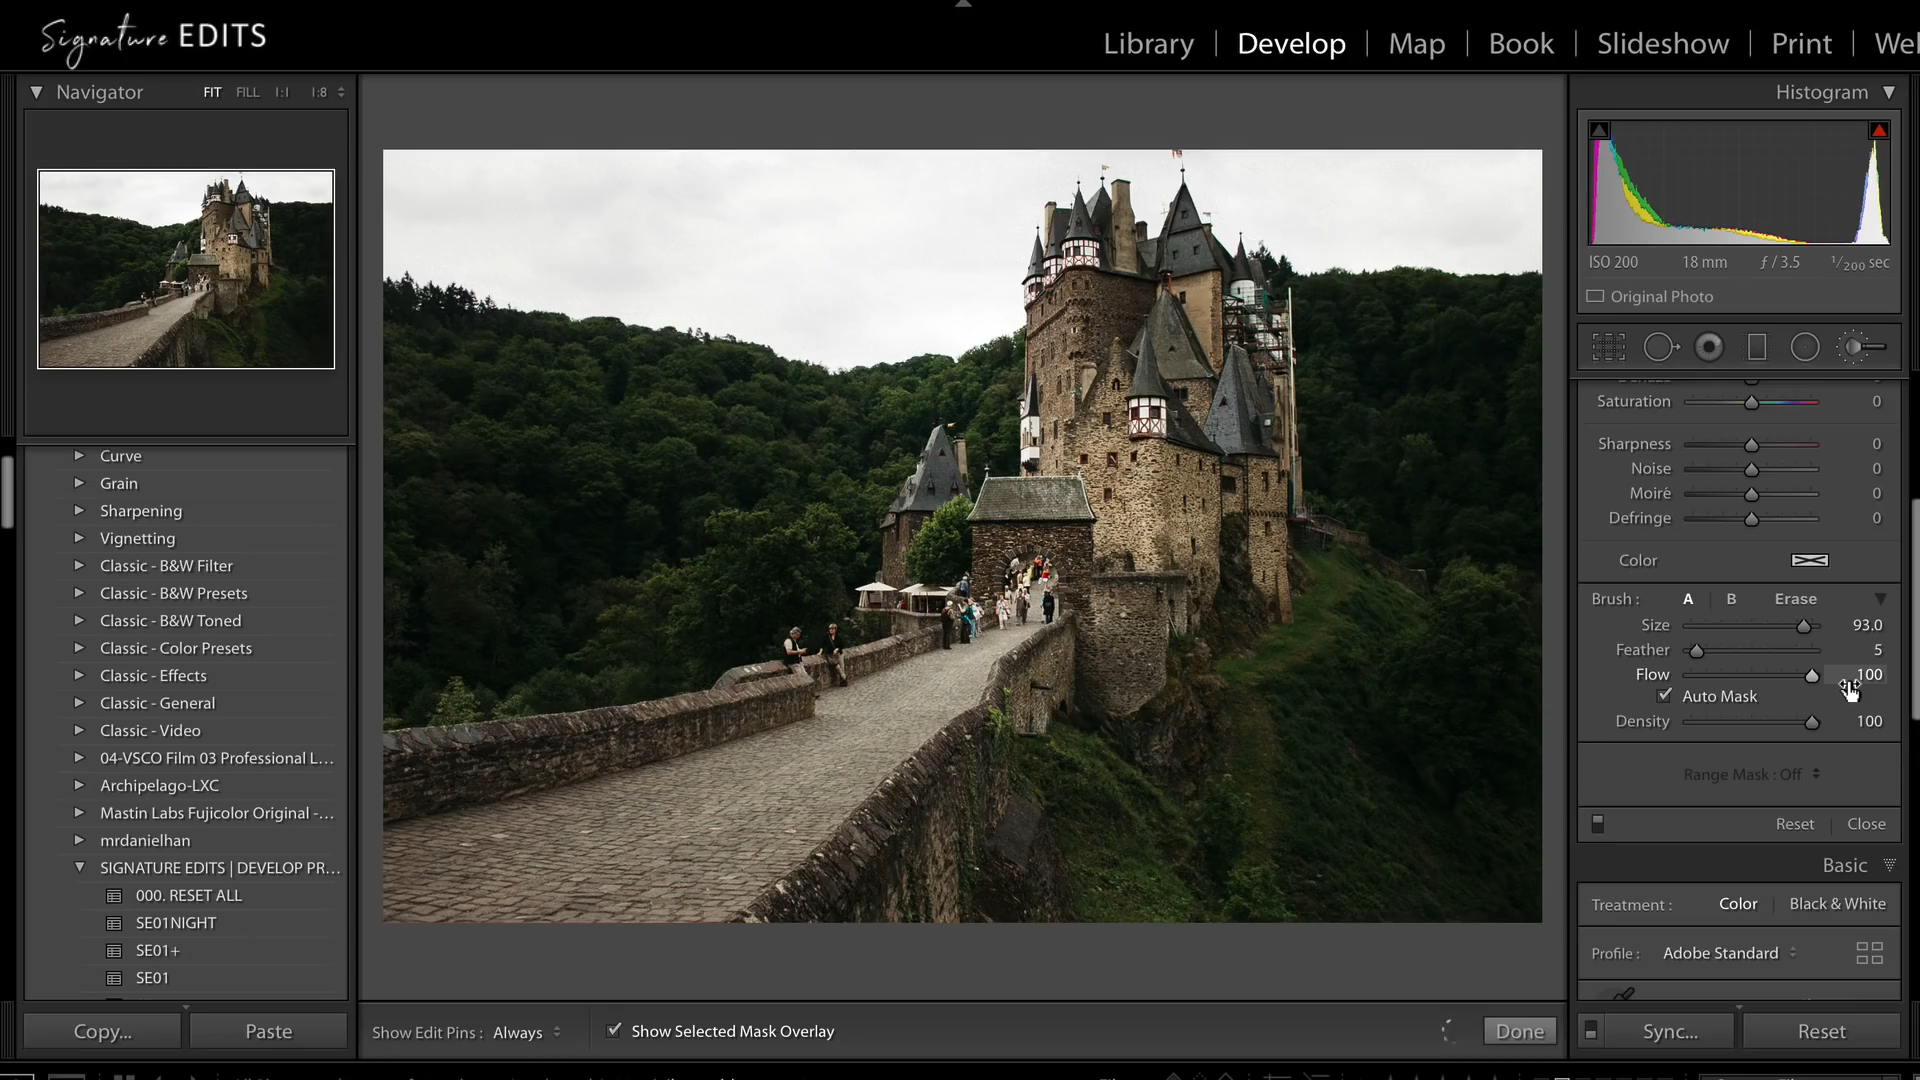 Signature EDITS
Library | Develop | Map | Book | Slideshow | Print | Wel
Navigator FIT FILL 1:1 1:8
Histogram
ISO 200 18 mm ƒ / 3.5 1/200 sec
Original Photo
Saturation 0
Sharpness 0
Noise 0
Moiré 0
Defringe 0
Color
Brush : A | B Erase
Size 93.0
Feather 5
Flow 100
Auto Mask
Density 100
Range Mask : Off
Reset | Close
Basic
Treatment : Color | Black & White
Profile : Adobe Standard
Curve
Grain
Sharpening
Vignetting
Classic - B&W Filter
Classic - B&W Presets
Classic - B&W Toned
Classic - Color Presets
Classic - Effects
Classic - General
Classic - Video
04-VSCO Film 03 Professional L…
Archipelago-LXC
Mastin Labs Fujicolor Original -…
mrdanielhan
SIGNATURE EDITS | DEVELOP PR…
000. RESET ALL
SE01NIGHT
SE01+
SE01
Copy... Paste
Show Edit Pins : Always Show Selected Mask Overlay Done
Sync... Reset